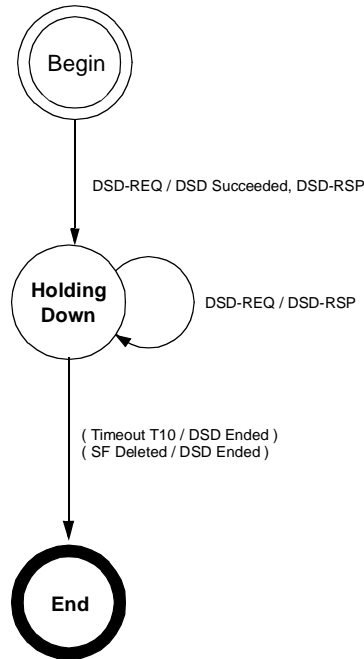 Begin
DSD-REQ / DSD Succeeded, DSD-RSP
Holding
Down
DSD-REQ / DSD-RSP
( Timeout T10 / DSD Ended )
( SF Deleted / DSD Ended )
End